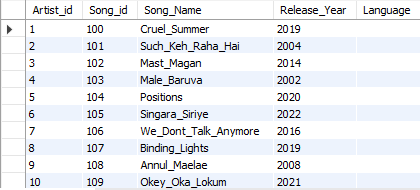 Artist_id Song_id Song_Name Release_Year Language
1 100 Cruel_Summer 2019
2 101 Such_Keh_Raha_Hai 2004
3 102 Mast_Magan 2014
4 103 Male_Baruva 2002
5 104 Positions 2020
6 105 Singara_Siriye 2022
7 106 We_Dont_Talk_Anymore 2016
8 107 Binding_Lights 2019
9 108 Annul_Maelae 2008
10 109 Okey_Oka_Lokum 2021